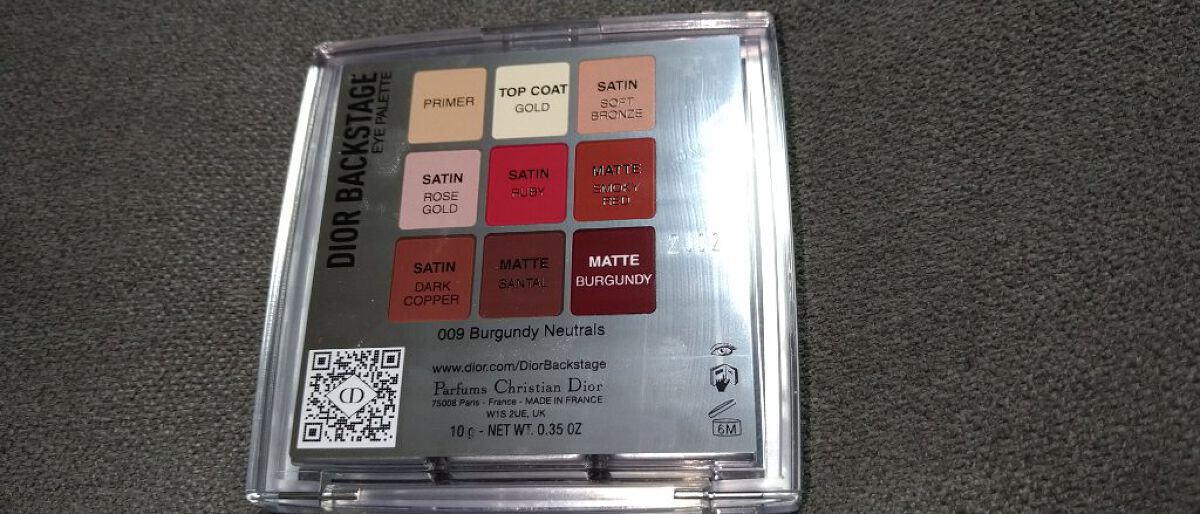 DIOR BACKSTAGE
EYE PALETTE
PRIMER
TOP COAT
GOLD
SATIN
SOFT
BRONZE
SATIN
ROSE
GOLD
SATIN
RUBY
MATTE
SMOKY
RED
SATIN
DARK
COPPER
MATTE
SANTAL
MATTE
BURGUNDY
009 Burgundy Neutrals
www.dior.com/DiorBackstage
Parfums Christian Dior
75008 Paris - France - MADE IN FRANCE
W1S 2UE, UK
10 g - NET WT. 0.35 OZ
CD
6M